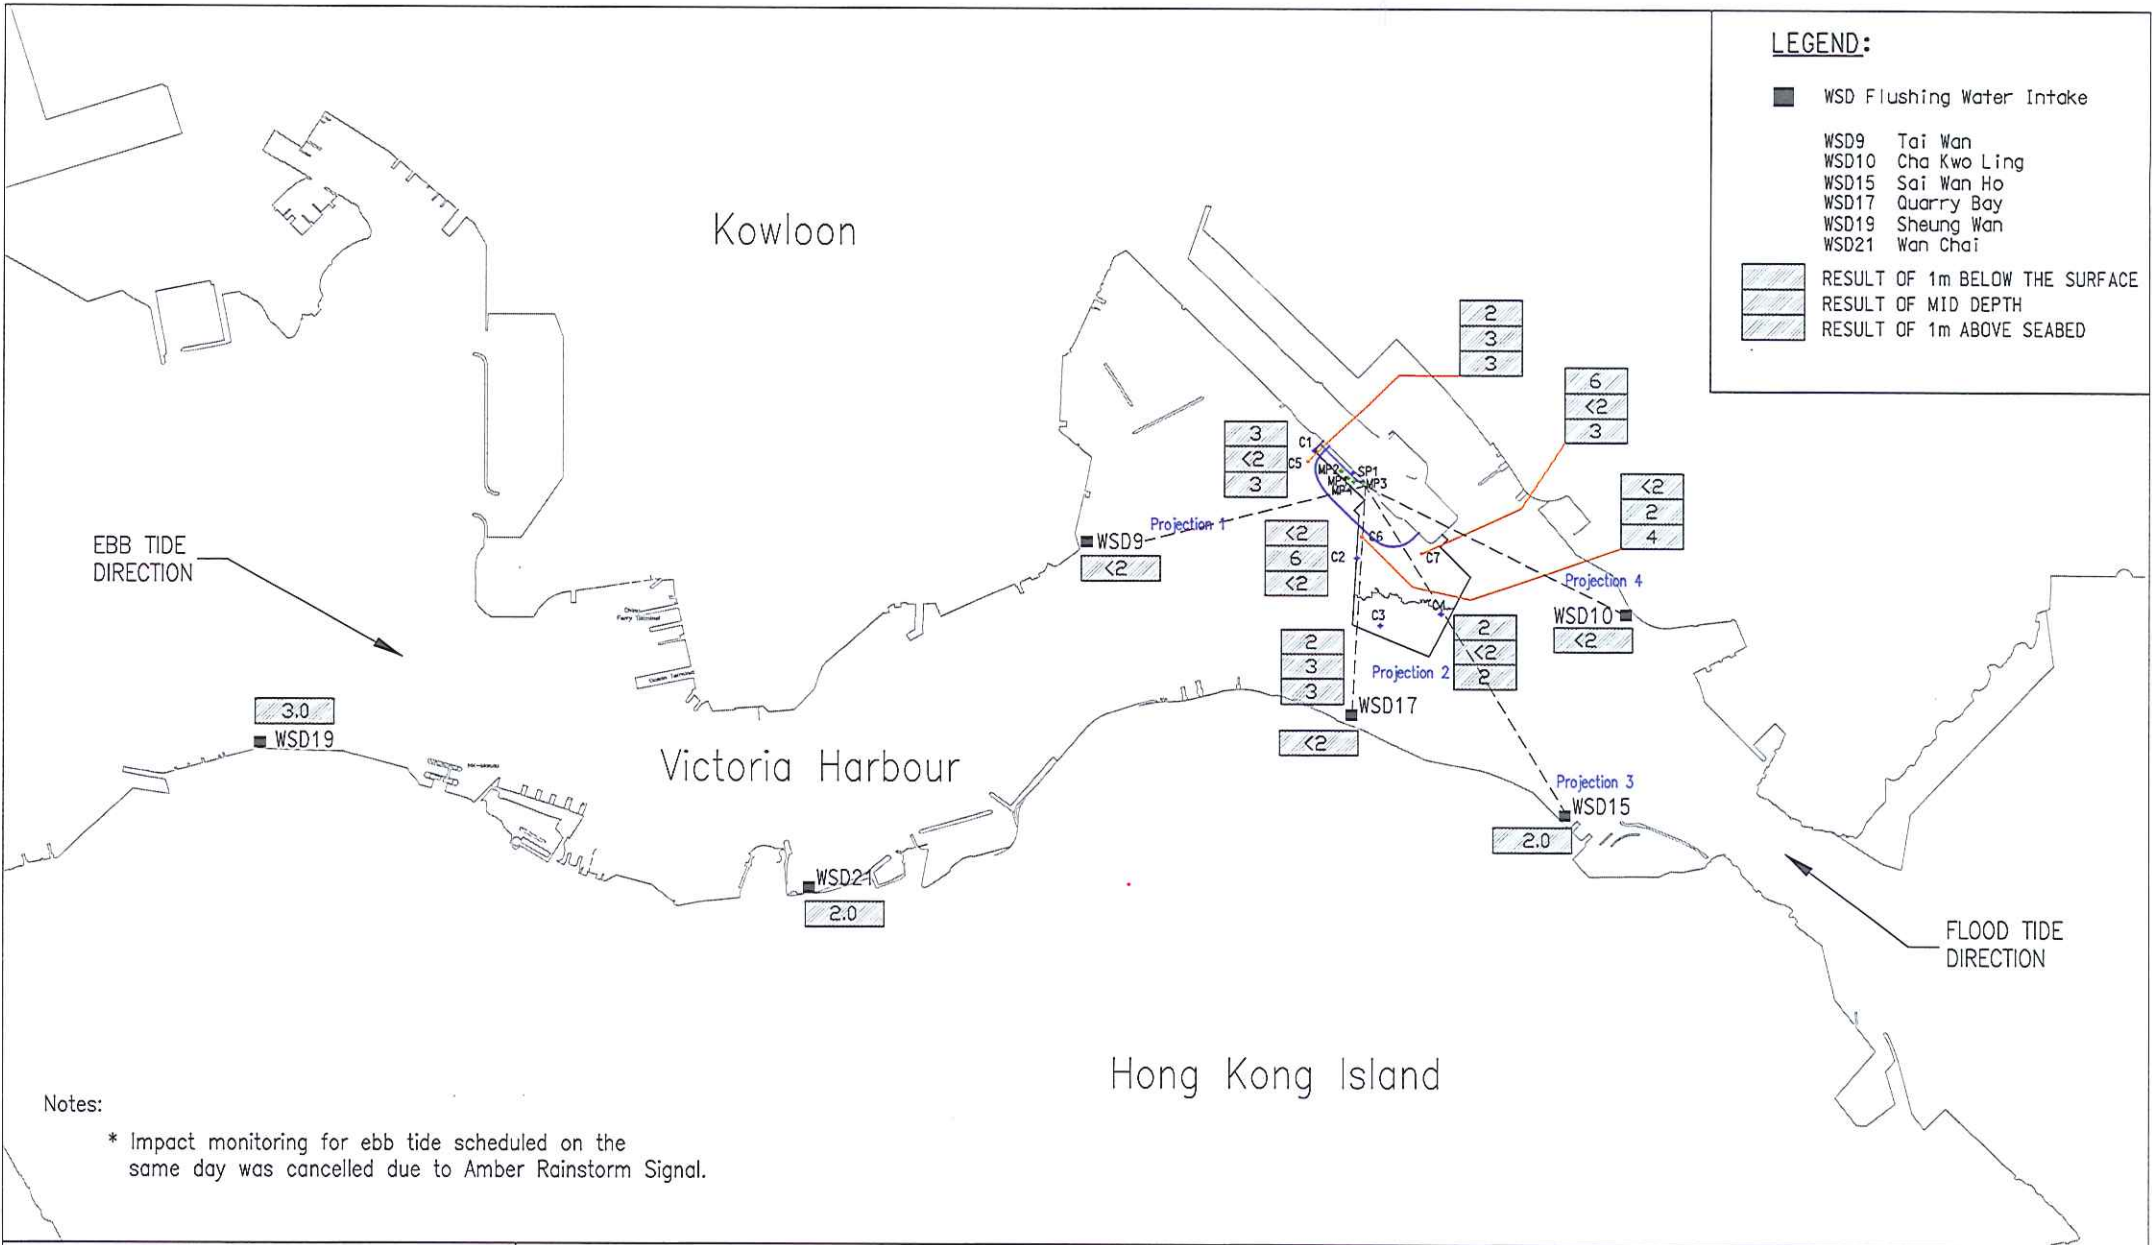 LEGEND:
WSD Flushing Water Intake
WSD9 Tai Wan
WSD10 Cha Kwo Ling
WSD15 Sai Wan Ho
WSD17 Quarry Bay
WSD19 Sheung Wan
WSD21 Wan Chai
RESULT OF 1m BELOW THE SURFACE
RESULT OF MID DEPTH
RESULT OF 1m ABOVE SEABED
Kowloon
2
3
3
6
<2
3
3
<2
3
C1
C5
MP2
SP1
MP3
<2
2
4
Projection 1
WSD9
<2
<2
6
<2
C2
C6
C7
Projection 4
WSD10
<2
EBB TIDE
DIRECTION
Ferry Terminal
Ocean Terminal
C3
2
<2
2
2
3
3
Projection 2
WSD17
<2
3.0
WSD19
Victoria Harbour
Projection 3
WSD15
2.0
WSD21
2.0
FLOOD TIDE
DIRECTION
Hong Kong Island
Notes:
* Impact monitoring for ebb tide scheduled on the
same day was cancelled due to Amber Rainstorm Signal.